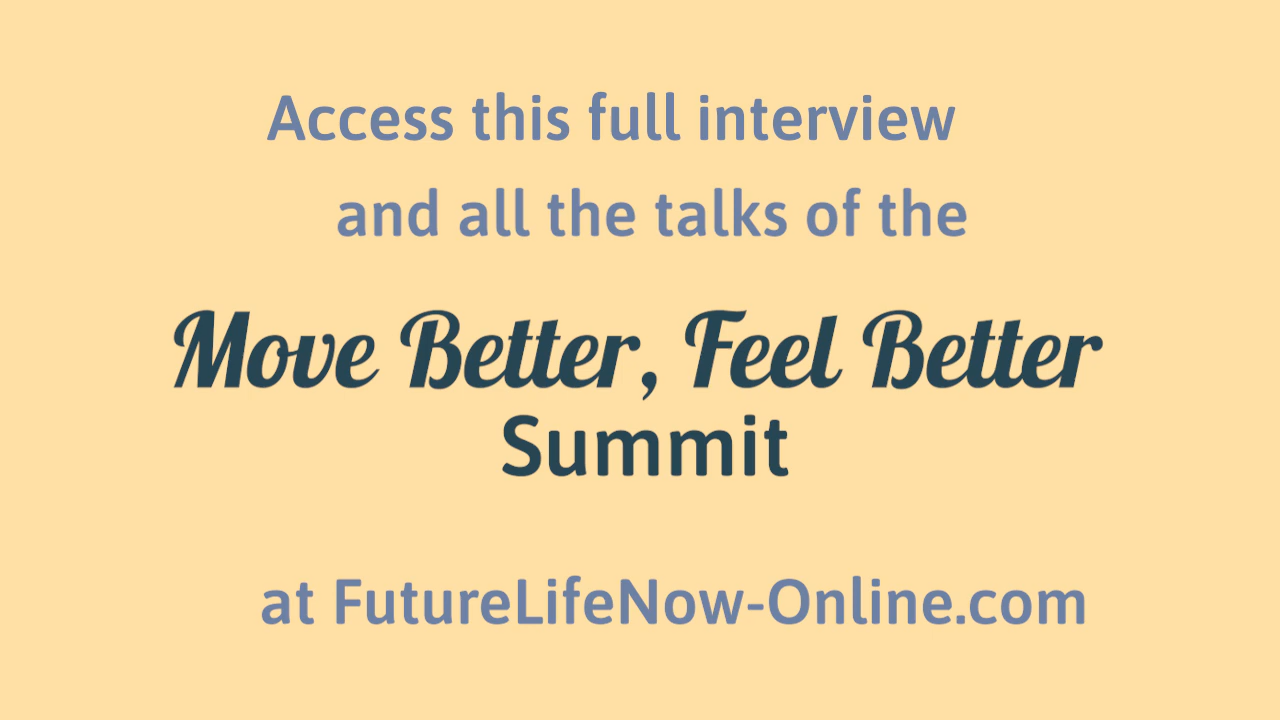 Access this full interview
and all the talks of the
Move Better, Feel Better
Summit
at FutureLifeNow-Online.com